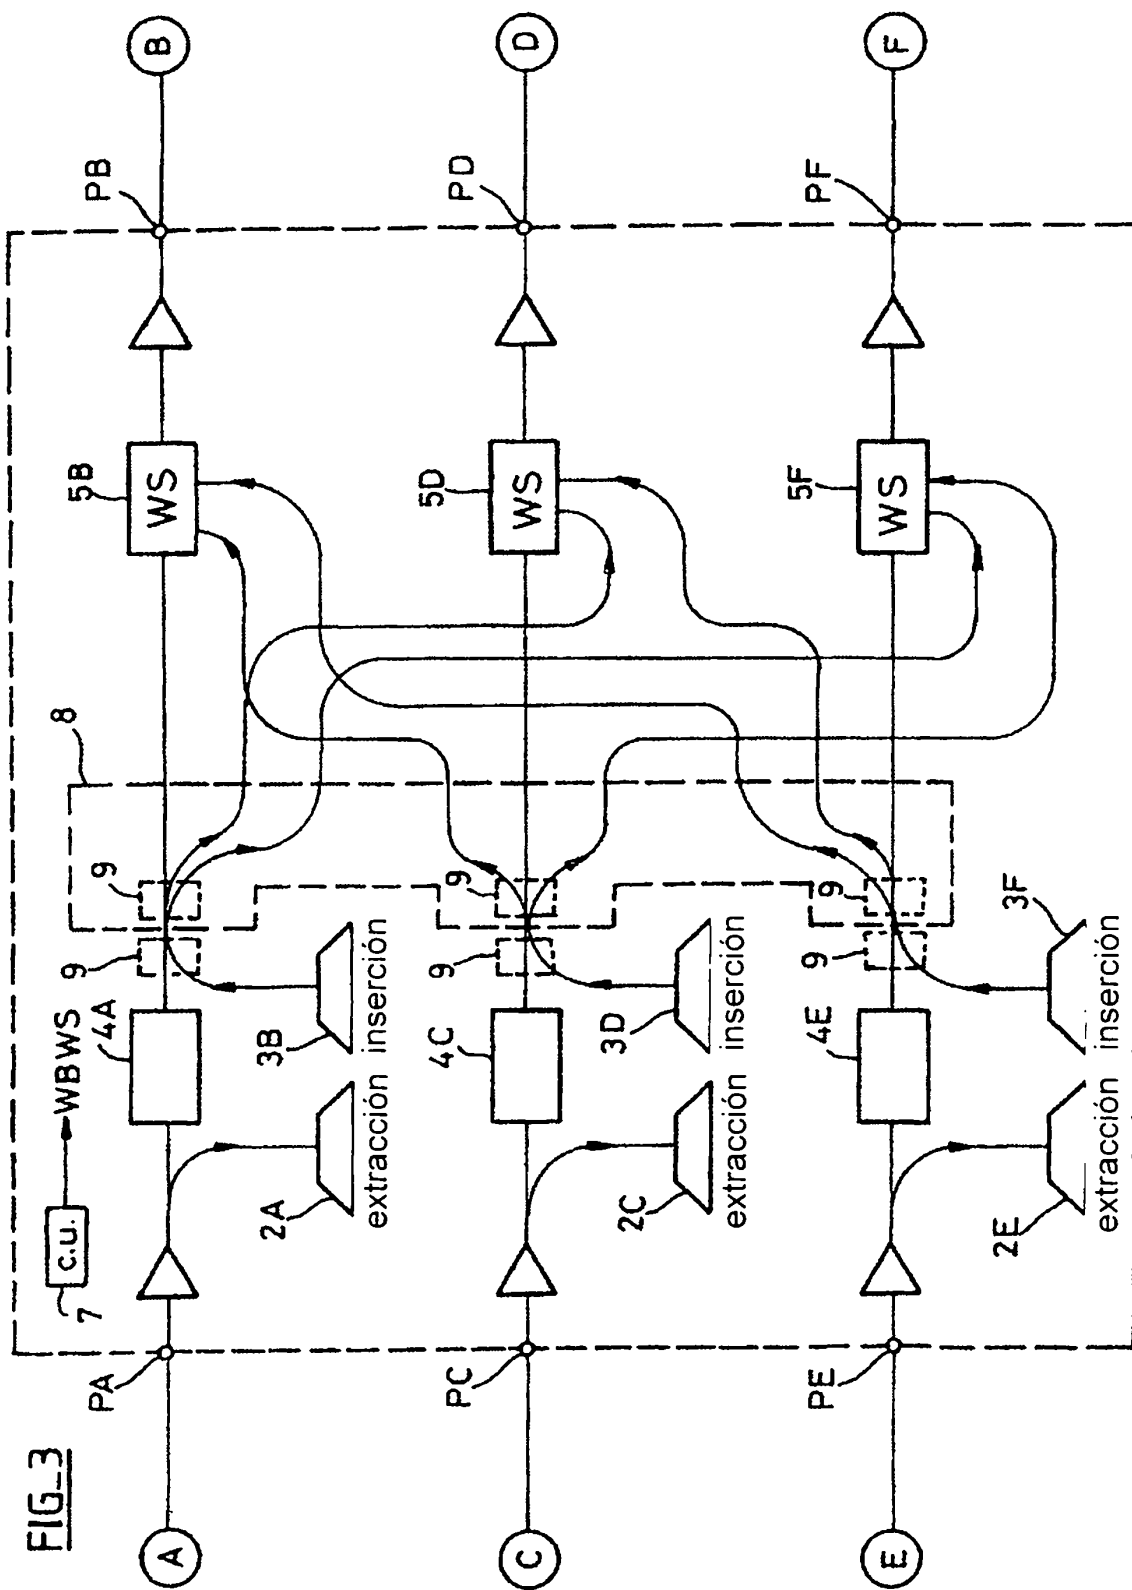 FIG_3
7
c.u.
WBWS
8
A
PA
2A
extracción
4A
3B
inserción
9
9
5B
WS
PB
B
C
PC
2C
extracción
4C
3D
inserción
9
9
5D
WS
PD
D
E
PE
2E
extracción
4E
3F
inserción
9
9
5F
WS
PF
F